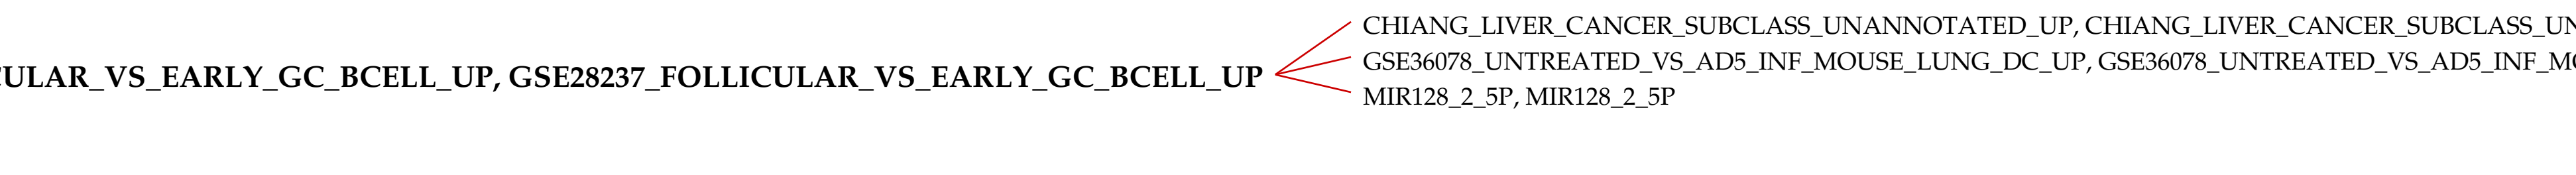 CHIANG_LIVER_CANCER_SUBCLASS_UNANNOTATED_UP, CHIANG_LIVER_CANCER_SUBCLASS_UN
GSE36078_UNTREATED_VS_AD5_INF_MOUSE_LUNG_DC_UP, GSE36078_UNTREATED_VS_AD5_INF_MO
ULAR_VS_EARLY_GC_BCELL_UP, GSE28237_FOLLICULAR_VS_EARLY_GC_BCELL_UP
MIR128_2_5P, MIR128_2_5P